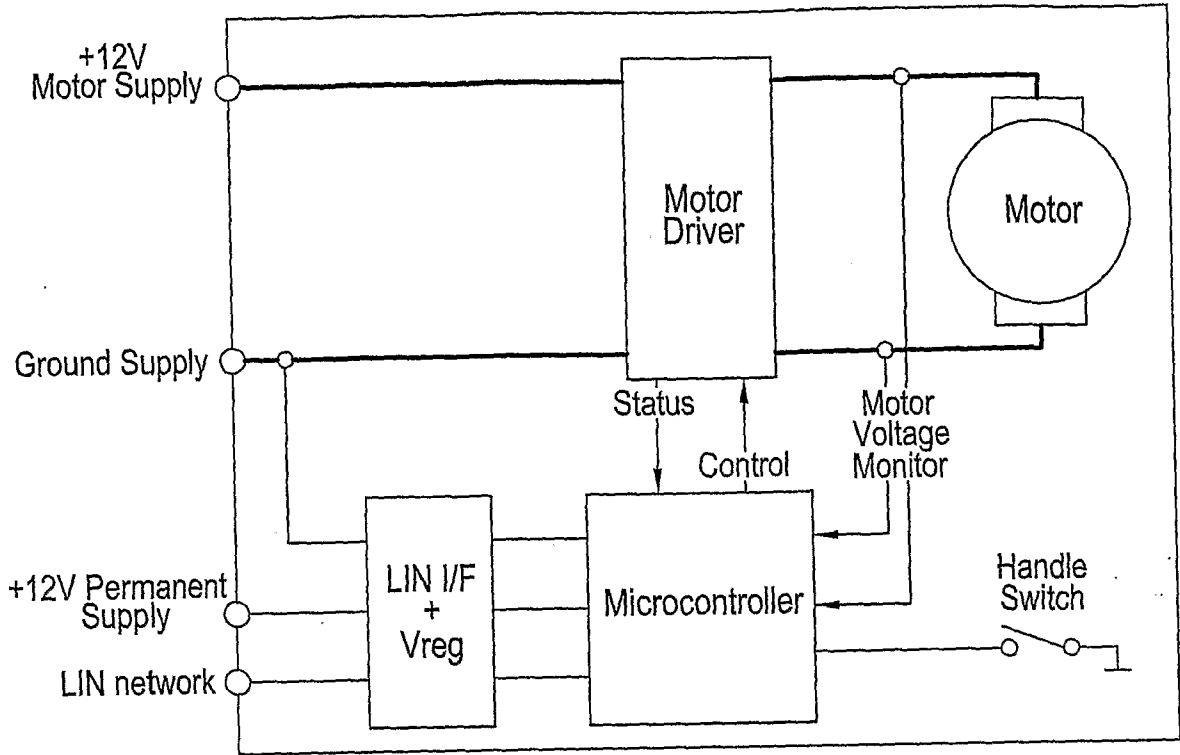 +12V
Motor Supply
Motor
Driver
Motor
Ground Supply
Status
Control
Motor
Voltage
Monitor
+12V Permanent
Supply
LIN network
LIN I/F
+
Vreg
Microcontroller
Handle
Switch